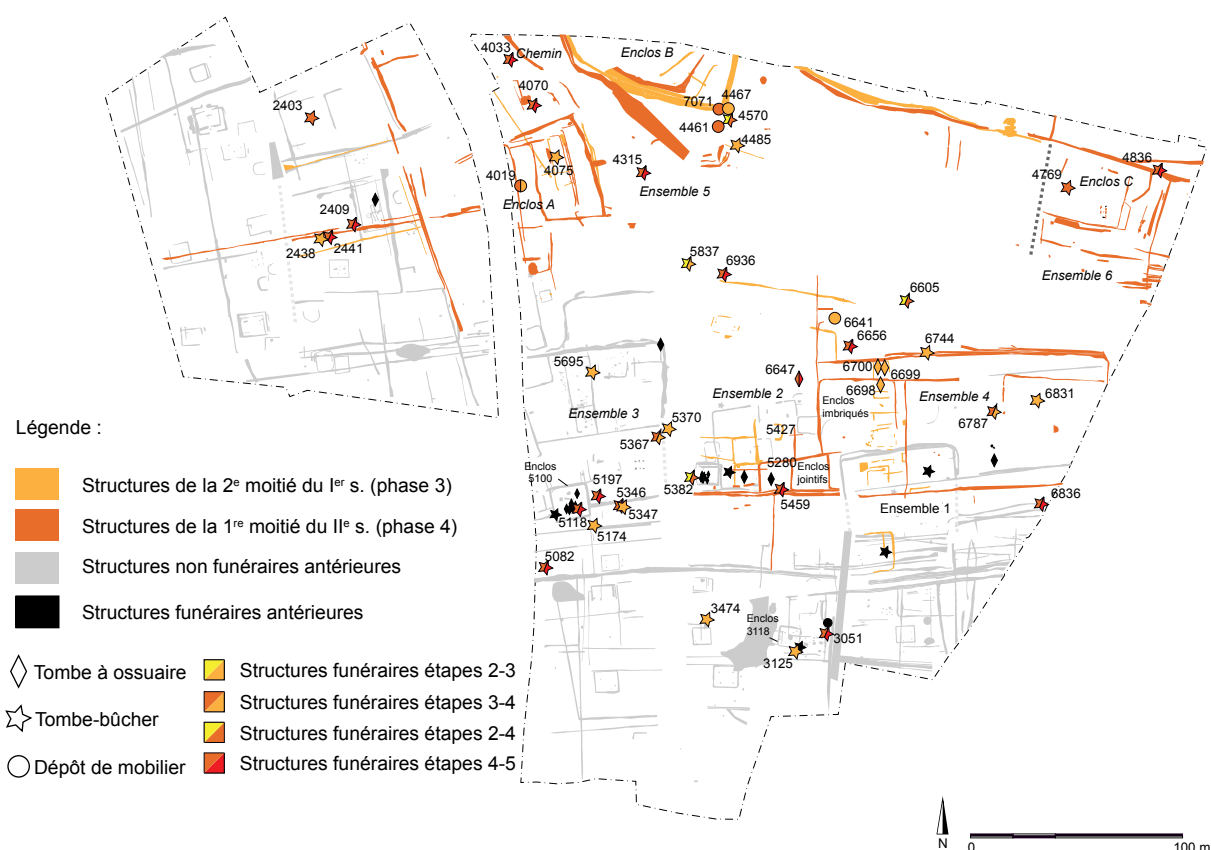 4033
Chemin
Enclos B
4070
2403
7071
4467
4570
4461
4485
4075
4315
4019
Enclos A
Ensemble 5
4836
4769
Enclos C
2409
2438
2441
5837
6936
Ensemble 6
6605
6641
6656
6744
5695
6647
6700
6699
6698
Ensemble 2
Enclos
imbriqués
Ensemble 4
6831
6787
Ensemble 3
5370
5367
5427
Enclos
5100
5197
5280
Enclos
jointifs
5382
5346
5347
5459
6836
5118
5174
Ensemble 1
5082
3474
Enclos
3118
3051
3125
Légende :
Structures de la 2e moitié du Ier s. (phase 3)
Structures de la 1re moitié du IIe s. (phase 4)
Structures non funéraires antérieures
Structures funéraires antérieures
Tombe à ossuaire
Tombe-bûcher
Dépôt de mobilier
Structures funéraires étapes 2-3
Structures funéraires étapes 3-4
Structures funéraires étapes 2-4
Structures funéraires étapes 4-5
N
0
100 m